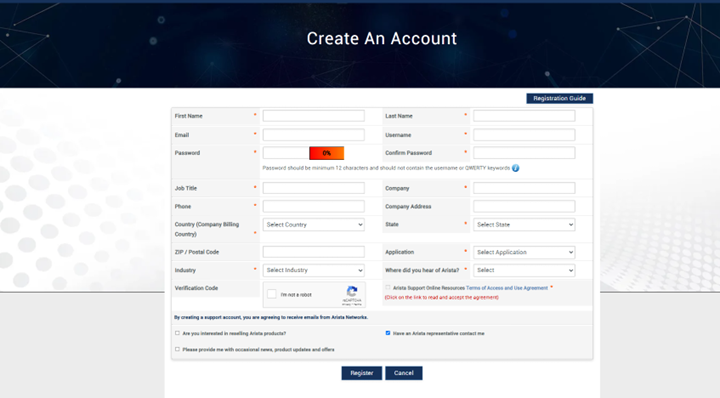 Create An Account
Registration Guide
First Name *
Last Name *
Email *
Username *
Password *
0%
Confirm Password *
Password should be minimum 12 characters and should not contain the username or QWERTY keywords
Job Title *
Company *
Phone *
Company Address
Country (Company Billing
Country) *
Select Country
State *
Select State
ZIP / Postal Code
Application *
Select Application
Industry *
Select Industry
Where did you hear of Arista? *
Select
Verification Code
I'm not a robot
reCAPTCHA
Privacy - Terms
Arista Support Online Resources Terms of Access and Use Agreement *
(Click on the link to read and accept the agreement)
By creating a support account, you are agreeing to receive emails from Arista Networks.
Are you interested in reselling Arista products?
Have an Arista representative contact me
Please provide me with occasional news, product updates and offers
Register
Cancel